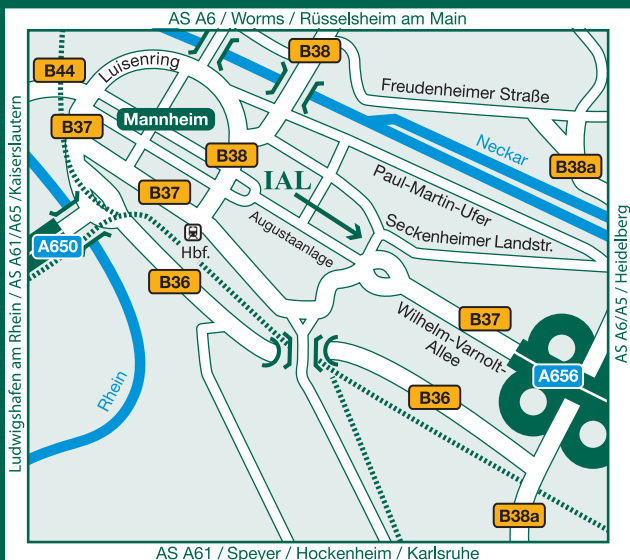 AS A6 / Worms / Rüsselsheim am Main
B38
B44
Luisenring
Freudenheimer Straße
B37
Mannheim
Neckar
B38
B38a
IAL
Paul-Martin-Ufer
B37
Augustaanlage
Seckenheimer Landstr.
Hbf.
A650
B36
B37
Wilhelm-Varnolt-
Allee
Rhein
A656
B36
B38a
Ludwigshafen am Rhein / AS A61/A65 /Kaiserslautern
AS A6/A5 / Heidelberg
AS A61 / Speyer / Hockenheim / Karlsruhe